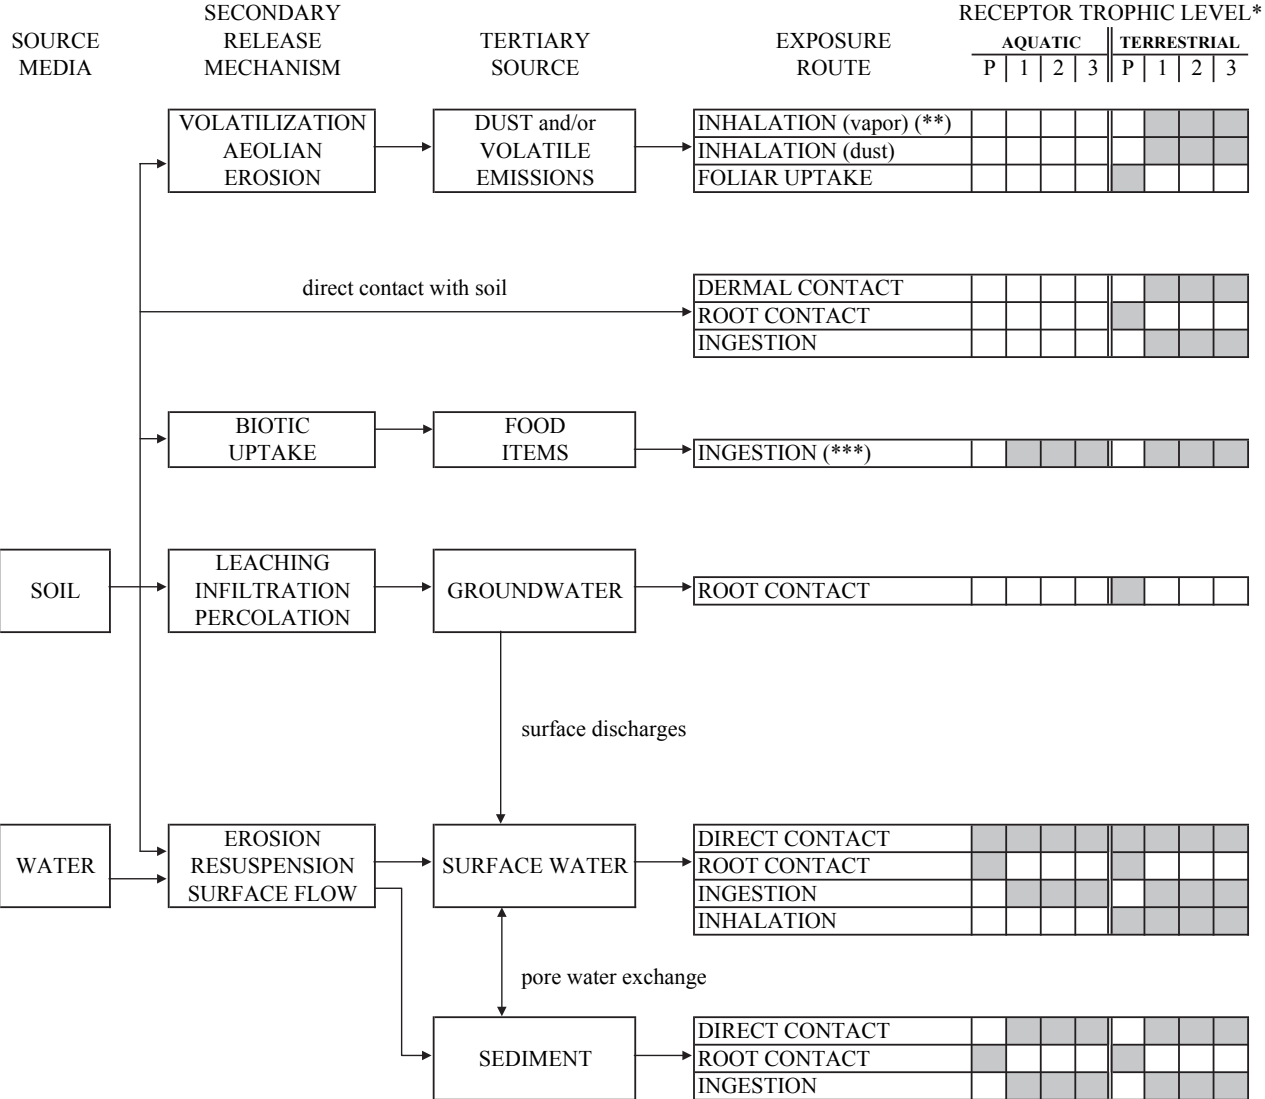 SECONDARY
RECEPTOR TROPHIC LEVEL*
SOURCE
RELEASE
TERTIARY
EXPOSURE
AQUATIC
TERRESTRIAL
MEDIA
MECHANISM
SOURCE
ROUTE
P 1 2 3 P 1 2 3
VOLATILIZATION
AEOLIAN
EROSION
DUST and/or
VOLATILE
EMISSIONS
INHALATION (vapor) (**)
INHALATION (dust)
FOLIAR UPTAKE
direct contact with soil
DERMAL CONTACT
ROOT CONTACT
INGESTION
BIOTIC
UPTAKE
FOOD
ITEMS
INGESTION (***)
SOIL
LEACHING
INFILTRATION
PERCOLATION
GROUNDWATER
ROOT CONTACT
surface discharges
WATER
EROSION
RESUSPENSION
SURFACE FLOW
SURFACE WATER
DIRECT CONTACT
ROOT CONTACT
INGESTION
INHALATION
pore water exchange
SEDIMENT
DIRECT CONTACT
ROOT CONTACT
INGESTION